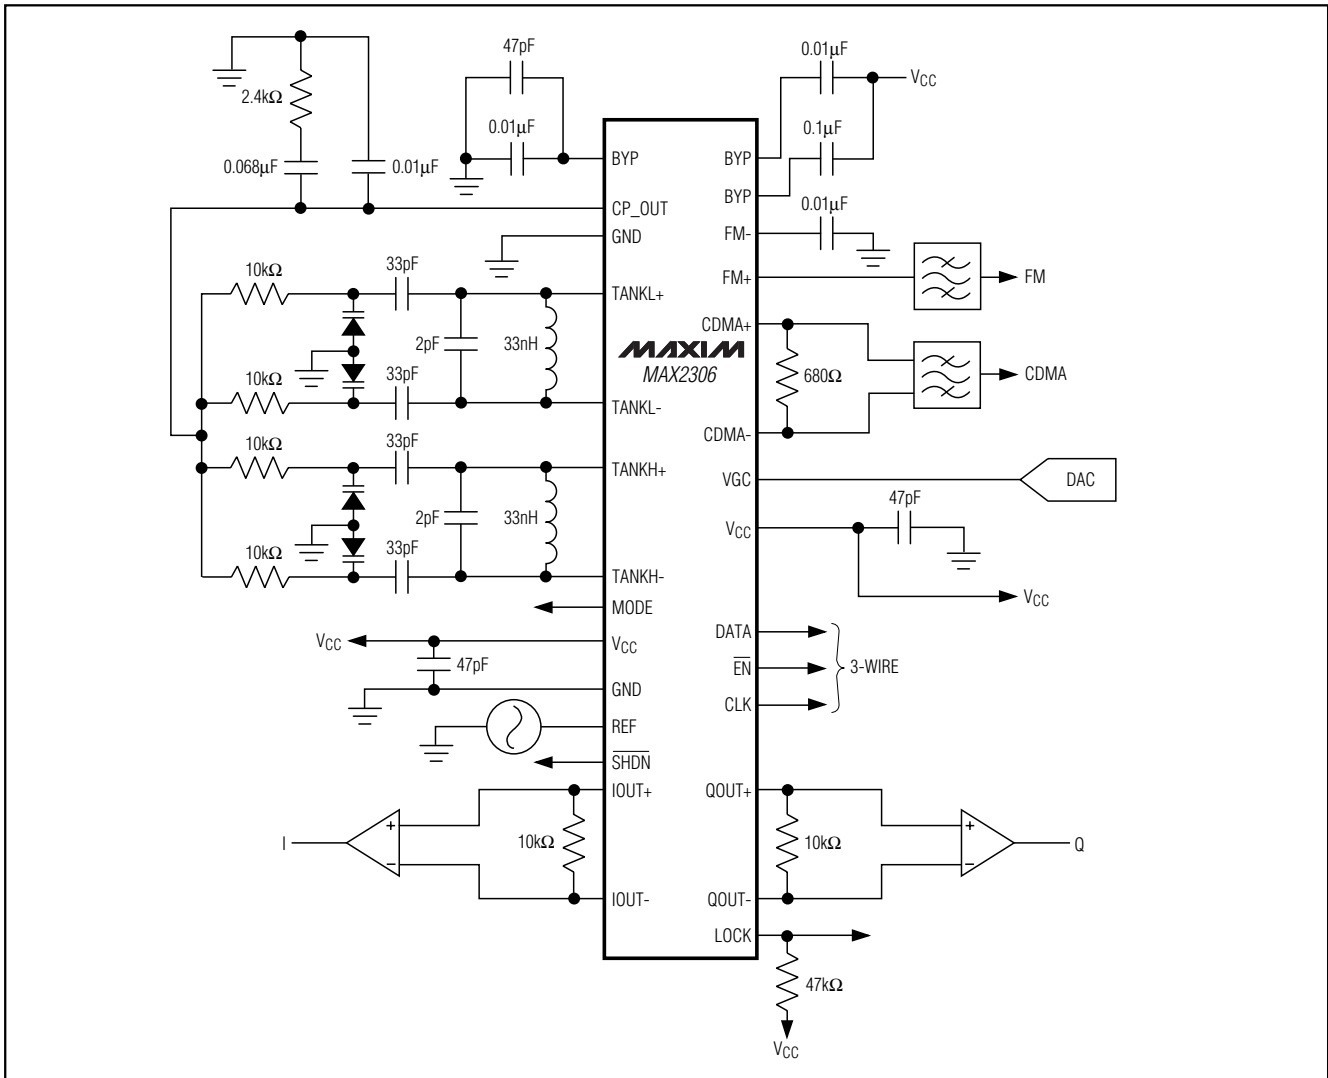 47pF
0.01µF
VCC
2.4kΩ
0.01µF
0.1µF
0.068µF
0.01µF
BYP
BYP
CP_OUT
BYP
0.01µF
GND
FM-
10kΩ
33pF
FM+
FM
TANKL+
CDMA+
2pF
33nH
MAXIM
MAX2306
680Ω
CDMA
10kΩ
33pF
TANKL-
CDMA-
10kΩ
33pF
TANKH+
VGC
DAC
47pF
2pF
33nH
VCC
10kΩ
33pF
TANKH-
VCC
MODE
DATA
VCC
VCC
47pF
EN
3-WIRE
GND
CLK
REF
SHDN
IOUT+
QOUT+
+
+
I
10kΩ
10kΩ
Q
−
−
IOUT-
QOUT-
LOCK
47kΩ
VCC